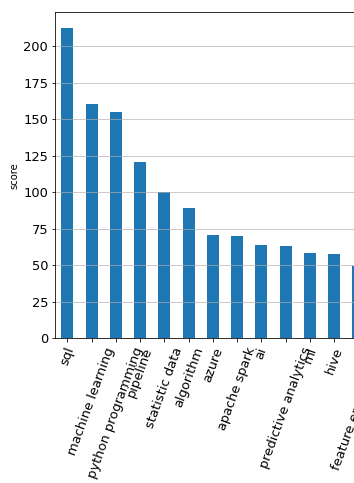 200
175
150
125
100
75
50
25
0
score
sql
machine learning
python programming
pipeline
statistic data
algorithm
azure
apache spark
ai
predictive analytics
ml
hive
feature